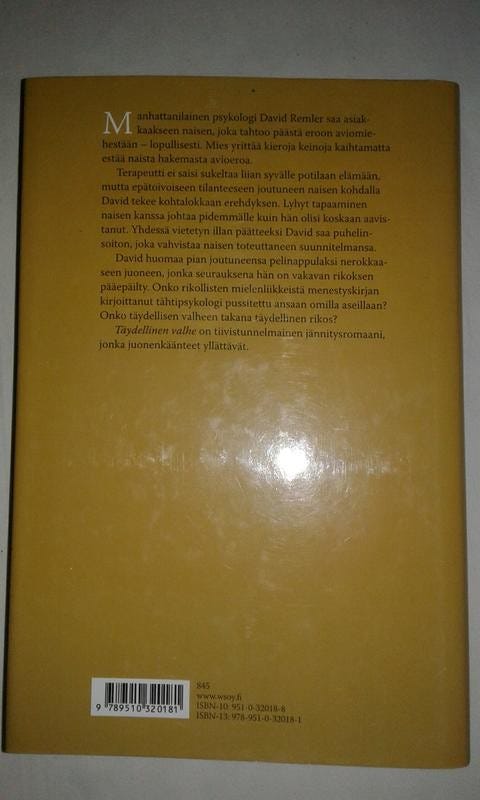 Manhattanilainen psykologi David Remler saa asiak-
kaakseen naisen, joka tahtoo päästä eroon aviomie-
hestään – lopullisesti. Mies yrittää kieroja keinoja kaihtamatta
estää naista hakemasta avioeroa.
Terapeutti ei saisi sukeltaa liian syvälle potilaan elämään,
mutta epätoivoiseen tilanteeseen joutuneen naisen kohdalla
David tekee kohtalokkaan erehdyksen. Lyhyt tapaaminen
naisen kanssa johtaa pidemmälle kuin hän olisi koskaan aavis-
tanut. Yhdessä vietetyn illan päätteeksi David saa puhelin-
soiton, joka vahvistaa naisen toteuttaneen suunnitelmansa.
David huomaa pian joutuneensa pelinappulaksi nerokkaa-
seen juoneen, jonka seurauksena hän on vakavan rikoksen
pääepäilty. Onko rikollisten mielenliikkeistä menestyskirjan
kirjoittanut tähtipsykologi pussitettu ansaan omilla aseillaan?
Onko täydellisen valheen takana täydellinen rikos?
Täydellinen valhe on tiivistunnelmainen jännitysromaani,
jonka juonenkäänteet yllättävät.
9 789510 320181
845
www.wsoy.fi
ISBN-10: 951-0-32018-8
ISBN-13: 978-951-0-32018-1